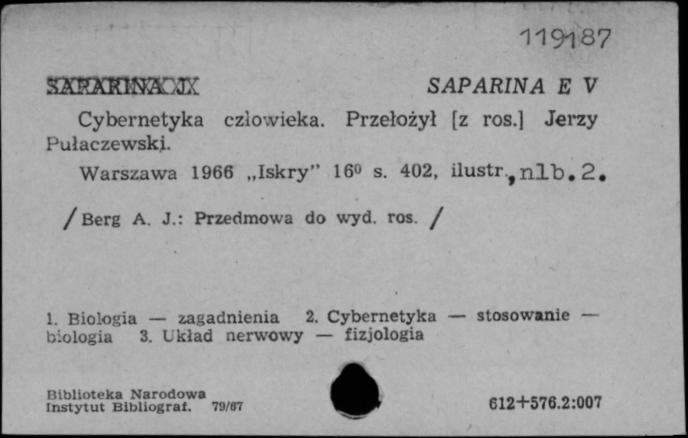 119187
SAPARINA E V
Cybernetyka człowieka. Przełożył [z ros.] Jerzy
Pułaczewski.
Warszawa 1966 „Iskry” 16⁰ s. 402, ilustr., nlb. 2.
/ Berg A. J.: Przedmowa do wyd. ros. /
1. Biologia — zagadnienia 2. Cybernetyka — stosowanie —
biologia 3. Układ nerwowy — fizjologia
Biblioteka Narodowa
Instytut Bibliograf. 79/67
612+576.2:007